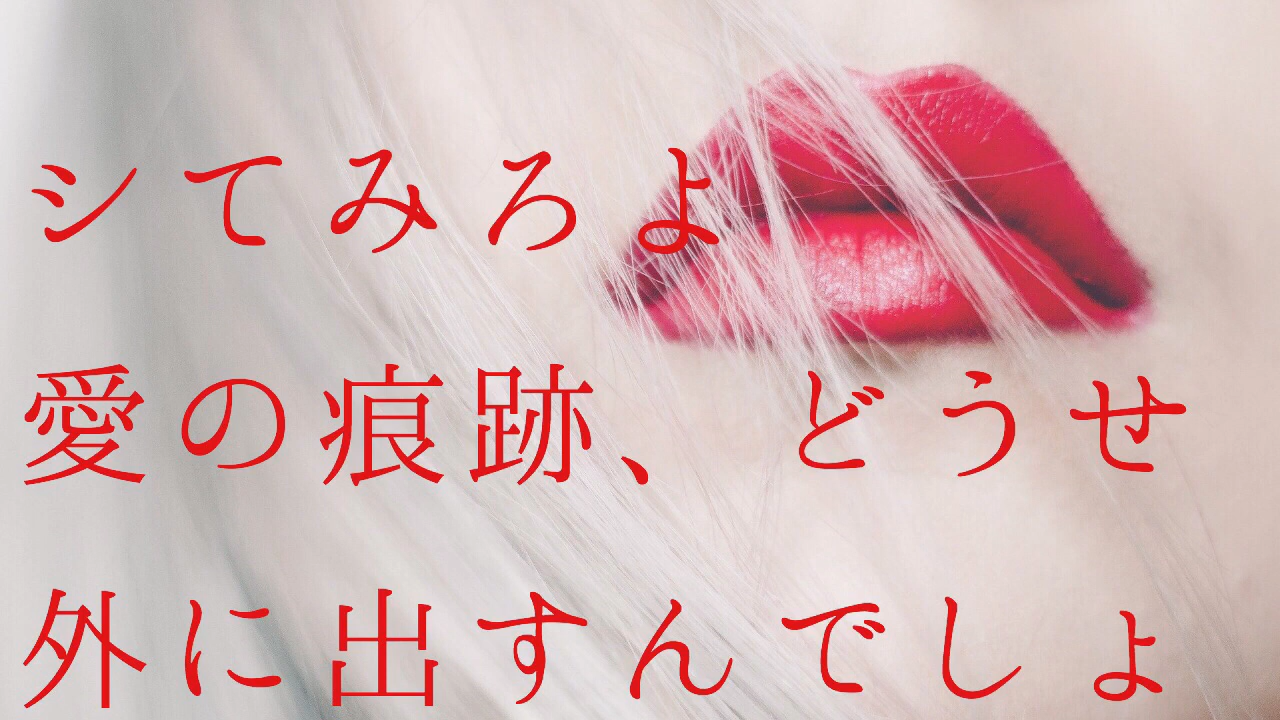 シてみろよ
愛の痕跡、どうせ
外に出すんでしょ